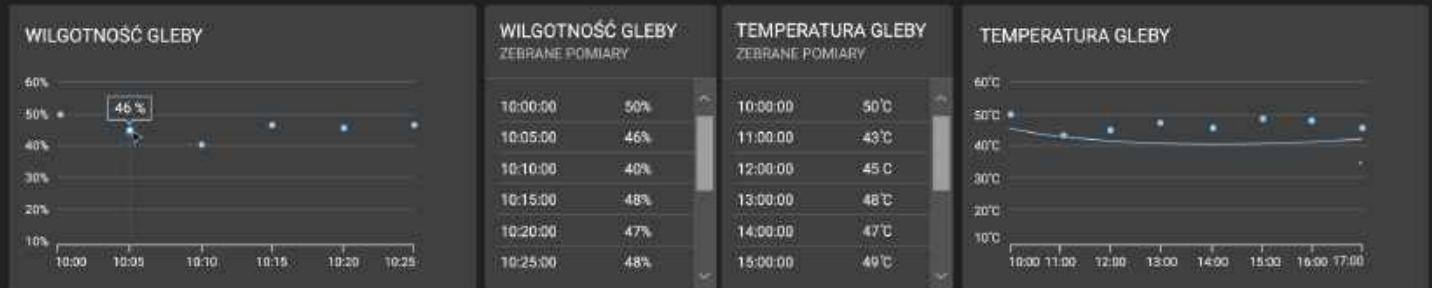 WILGOTNOŚĆ GLEBY
60%
50%
40%
30%
20%
10%
46 %
10:00 10:05 10:10 10:15 10:20 10:25
WILGOTNOŚĆ GLEBY
ZEBRANE POMIARY
10:00:00 50%
10:05:00 46%
10:10:00 40%
10:15:00 48%
10:20:00 47%
10:25:00 48%
TEMPERATURA GLEBY
ZEBRANE POMIARY
10:00:00 50°C
11:00:00 43°C
12:00:00 45 C
13:00:00 48°C
14:00:00 47°C
15:00:00 49°C
TEMPERATURA GLEBY
60°C
50°C
40°C
30°C
20°C
10°C
10:00 11:00 12:00 13:00 14:00 15:00 16:00 17:00